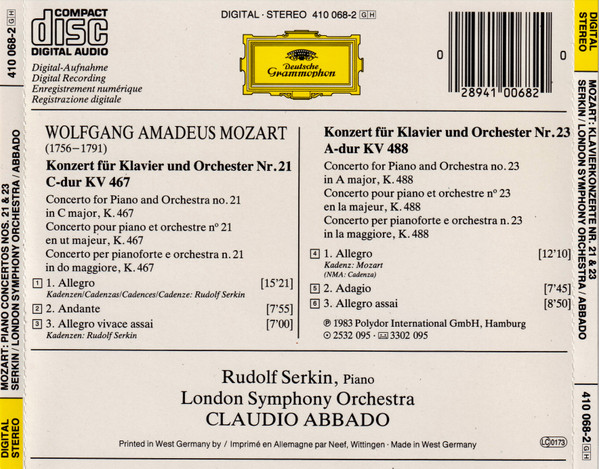 COMPACT
disc
DIGITAL AUDIO
Digital-Aufnahme
Digital Recording
Enregistrement numérique
Registrazione digitale
DIGITAL · STEREO 410 068-2 GH
Deutsche
Grammophon
0 28941 00682 0
WOLFGANG AMADEUS MOZART
(1756–1791)
Konzert für Klavier und Orchester Nr. 21
C-dur KV 467
Concerto for Piano and Orchestra no. 21
in C major, K. 467
Concerto pour piano et orchestre nº 21
en ut majeur, K. 467
Concerto per pianoforte e orchestra n. 21
in do maggiore, K. 467
1 1. Allegro [15'21]
Kadenzen/Cadenzas/Cadences/Cadenze: Rudolf Serkin
2 2. Andante [7'55]
3 3. Allegro vivace assai [7'00]
Kadenzen: Rudolf Serkin
Konzert für Klavier und Orchester Nr. 23
A-dur KV 488
Concerto for Piano and Orchestra no. 23
in A major, K. 488
Concerto pour piano et orchestre nº 23
en la majeur, K. 488
Concerto per pianoforte e orchestra n. 23
in la maggiore, K. 488
4 1. Allegro [12'10]
Kadenz: Mozart
(NMA: Cadenza)
5 2. Adagio [7'45]
6 3. Allegro assai [8'50]
℗ 1983 Polydor International GmbH, Hamburg
2532 095 · 3302 095
Rudolf Serkin, Piano
London Symphony Orchestra
CLAUDIO ABBADO
Printed in West Germany by / Imprimé en Allemagne par Neef, Wittingen · Made in West Germany
LC 0173
DIGITAL
STEREO
MOZART: PIANO CONCERTOS NOS. 21 & 23
SERKIN / LONDON SYMPHONY ORCHESTRA / ABBADO
410 068-2 GH
DIGITAL
STEREO
MOZART: KLAVIERKONZERTE NR. 21 & 23
SERKIN / LONDON SYMPHONY ORCHESTRA / ABBADO
410 068-2 GH